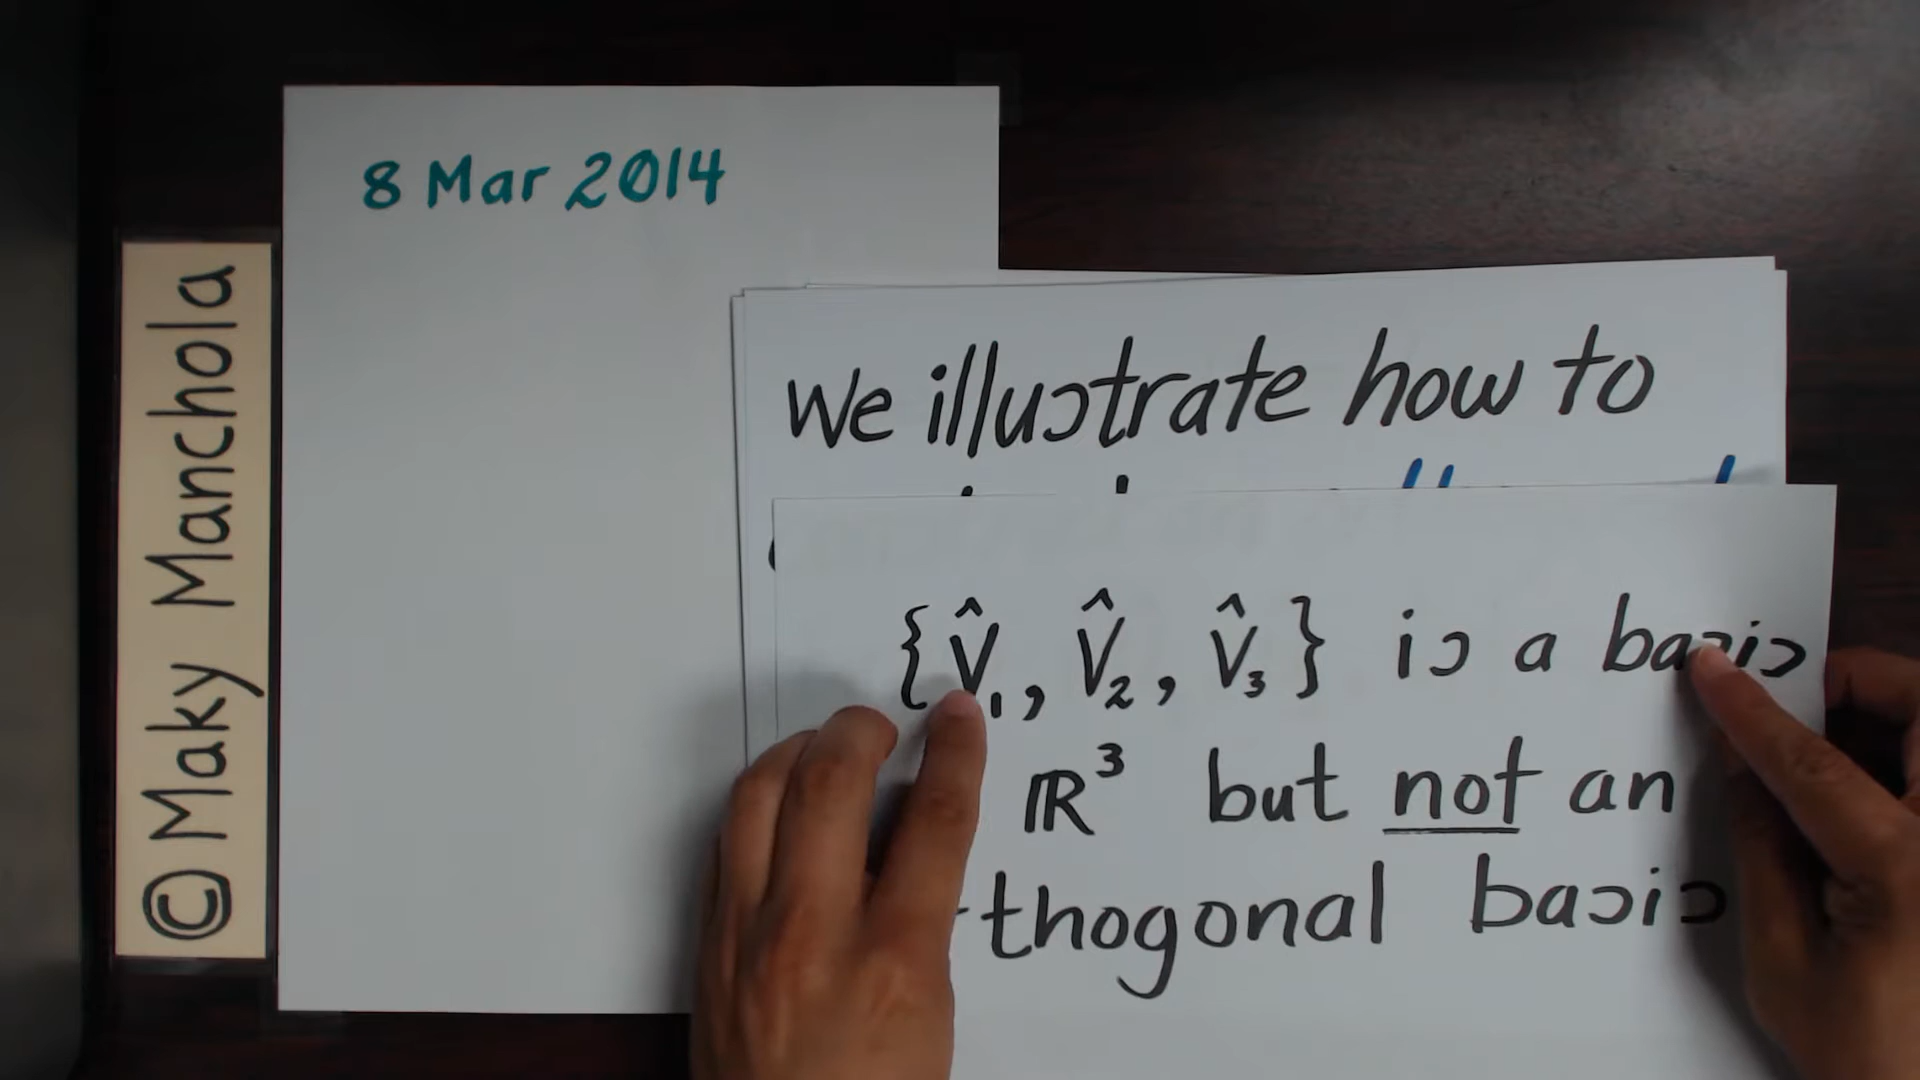 8 Mar 2014
© Maky Manchola
We illustrate how to
{V̂₁, V̂₂, V̂₃} is a basis
ℝ³ but not an
thogonal basis